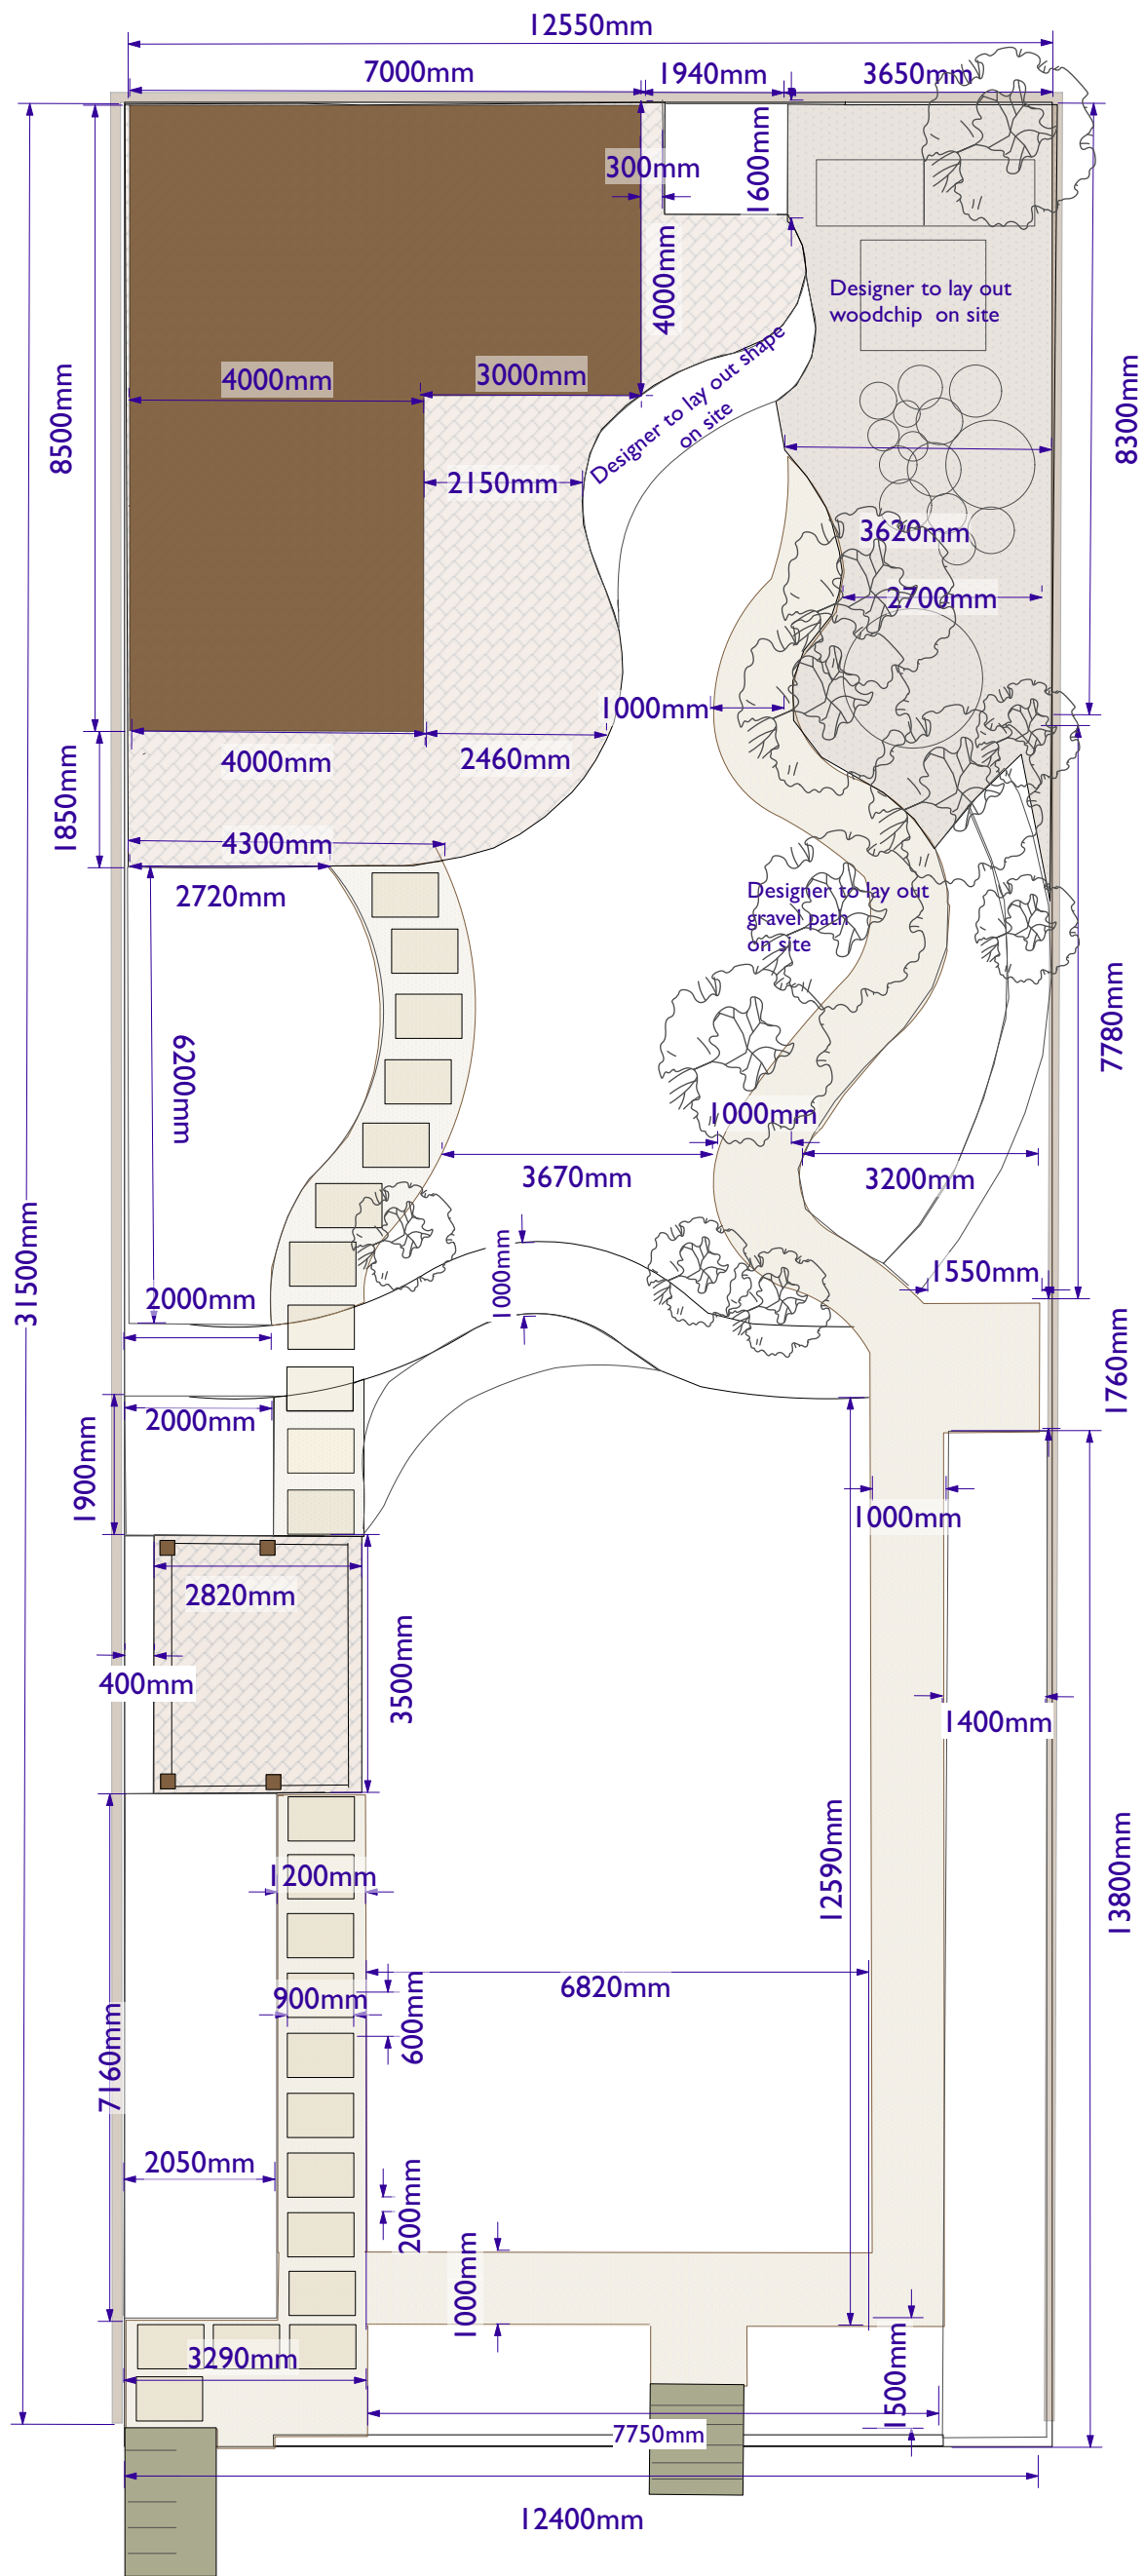 12550mm
7000mm
1940mm
3650mm
300mm
1600mm
4000mm
Designer to lay out
woodchip on site
Designer to lay out shape
on site
4000mm
3000mm
8500mm
8300mm
2150mm
3620mm
2700mm
1000mm
4000mm
2460mm
1850mm
4300mm
2720mm
Designer to lay out
gravel path
on site
6200mm
7780mm
1000mm
3670mm
3200mm
31500mm
1000mm
1550mm
2000mm
1760mm
2000mm
1900mm
1000mm
2820mm
3500mm
400mm
1400mm
12590mm
13800mm
1200mm
6820mm
900mm
600mm
7160mm
2050mm
200mm
1000mm
3290mm
1500mm
7750mm
12400mm